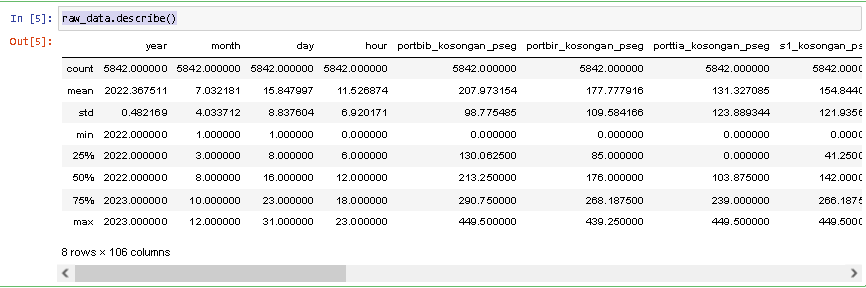 In [5]: raw_data.describe()
Out[5]:
year month day hour portbib_kosongan_pseg portbir_kosongan_pseg porttia_kosongan_pseg s1_kosongan_ps
count 5842.000000 5842.000000 5842.000000 5842.000000 5842.000000 5842.000000 5842.000000 5842.0000
mean 2022.367511 7.032181 15.847997 11.526874 207.973154 177.777916 131.327085 154.8440
std 0.482169 4.033712 8.837604 6.920171 98.775485 109.584166 123.889344 121.9356
min 2022.000000 1.000000 1.000000 0.000000 0.000000 0.000000 0.000000 0.0000
25% 2022.000000 3.000000 8.000000 6.000000 130.062500 85.000000 0.000000 41.2500
50% 2022.000000 8.000000 16.000000 12.000000 213.250000 176.000000 103.875000 142.0000
75% 2023.000000 10.000000 23.000000 18.000000 290.750000 268.187500 239.000000 266.1875
max 2023.000000 12.000000 31.000000 23.000000 449.500000 439.250000 449.500000 449.5000
8 rows × 106 columns